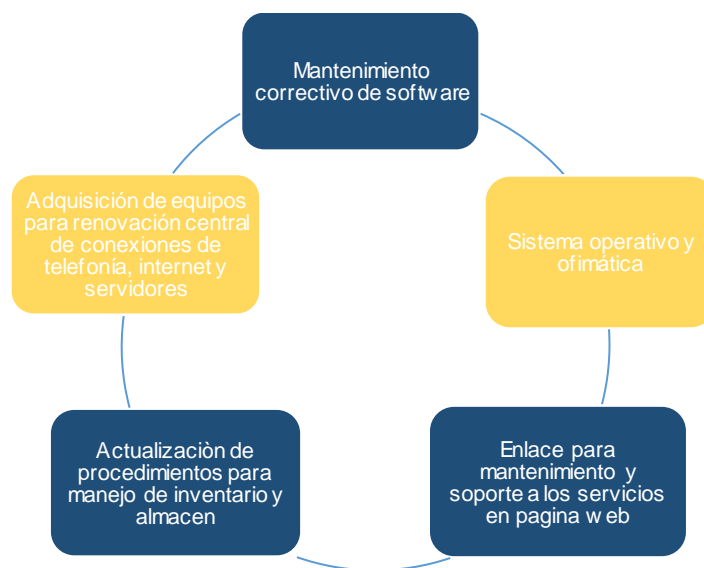 Mantenimiento
correctivo de software
Adquisición de equipos
para renovación central
de conexiones de
telefonía, internet y
servidores
Sistema operativo y
ofimática
Actualizaciòn de
procedimientos para
manejo de inventario y
almacen
Enlace para
mantenimiento y
soporte a los servicios
en pagina web